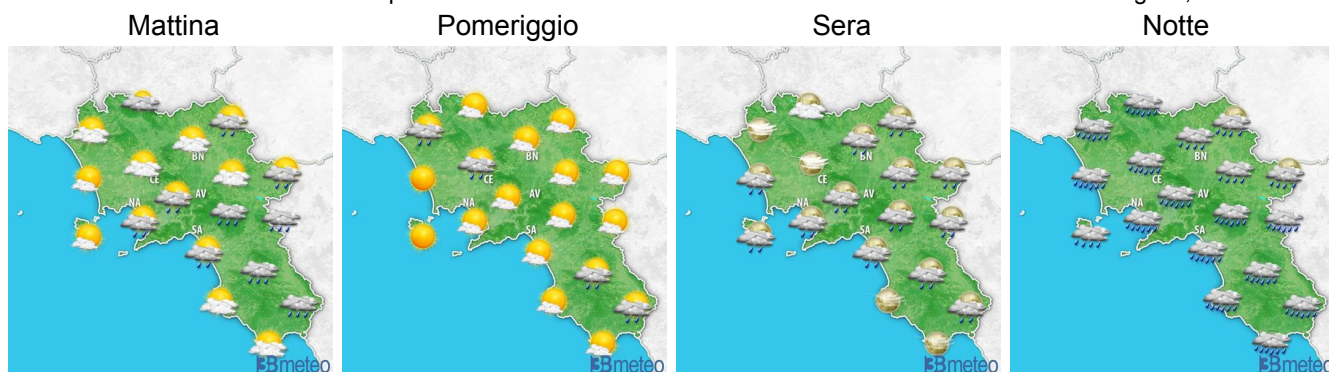 Mattina
Pomeriggio
Sera
Notte
BN
CE
AV
NA
SA
3Bmeteo
BN
CE
AV
NA
SA
3Bmeteo
BN
CE
AV
NA
SA
3Bmeteo
BN
CE
AV
NA
SA
3Bmeteo